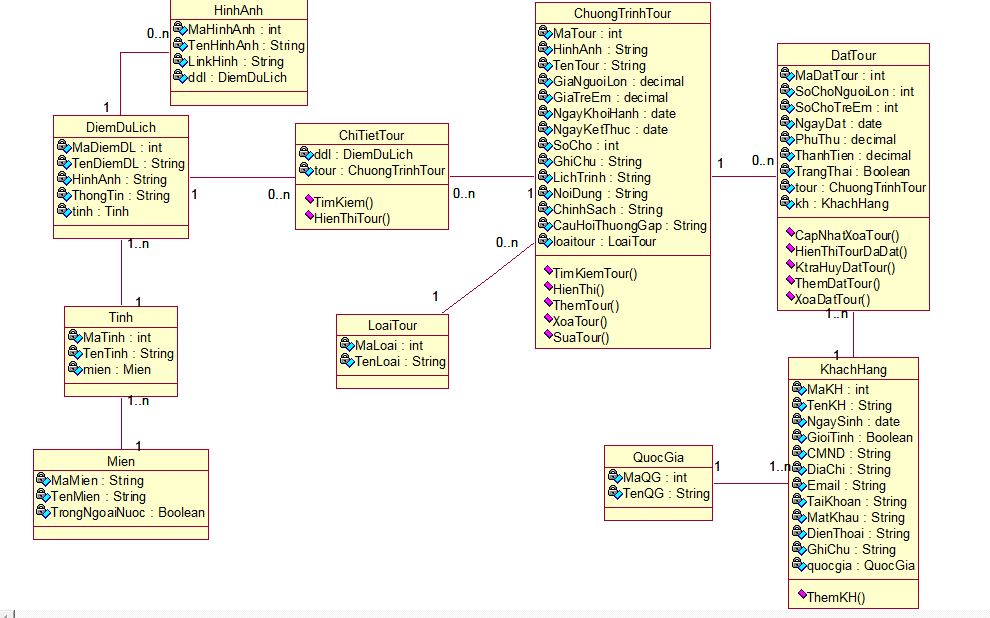 HinhAnh
MaHinhAnh : int
TenHinhAnh : String
LinkHinh : String
ddl : DiemDuLich
0..n
1
DiemDuLich
MaDiemDL : int
TenDiemDL : String
HinhAnh : String
ThongTin : String
tinh : Tinh
1
0..n
1..n
1
Tinh
MaTinh : int
TenTinh : String
mien : Mien
1..n
1
Mien
MaMien : String
TenMien : String
TrongNgoaiNuoc : Boolean
ChiTietTour
ddl : DiemDuLich
tour : ChuongTrinhTour
TimKiem()
HienThiTour()
0..n
1
ChuongTrinhTour
MaTour : int
HinhAnh : String
TenTour : String
GiaNguoiLon : decimal
GiaTreEm : decimal
NgayKhoiHanh : date
NgayKetThuc : date
SoCho : int
GhiChu : String
LichTrinh : String
NoiDung : String
ChinhSach : String
CauHoiThuongGap : String
loaitour : LoaiTour
TimKiemTour()
HienThi()
ThemTour()
XoaTour()
SuaTour()
0..n
1
LoaiTour
MaLoai : int
TenLoai : String
1
0..n
DatTour
MaDatTour : int
SoChoNguoiLon : int
SoChoTreEm : int
NgayDat : date
PhuThu : decimal
ThanhTien : decimal
TrangThai : Boolean
tour : ChuongTrinhTour
kh : KhachHang
CapNhatXoaTour()
HienThiTourDaDat()
KtraHuyDatTour()
ThemDatTour()
XoaDatTour()
1..n
1
KhachHang
MaKH : int
TenKH : String
NgaySinh : date
GioiTinh : Boolean
CMND : String
DiaChi : String
Email : String
TaiKhoan : String
MatKhau : String
DienThoai : String
GhiChu : String
quocgia : QuocGia
ThemKH()
QuocGia
MaQG : int
TenQG : String
1
1..n